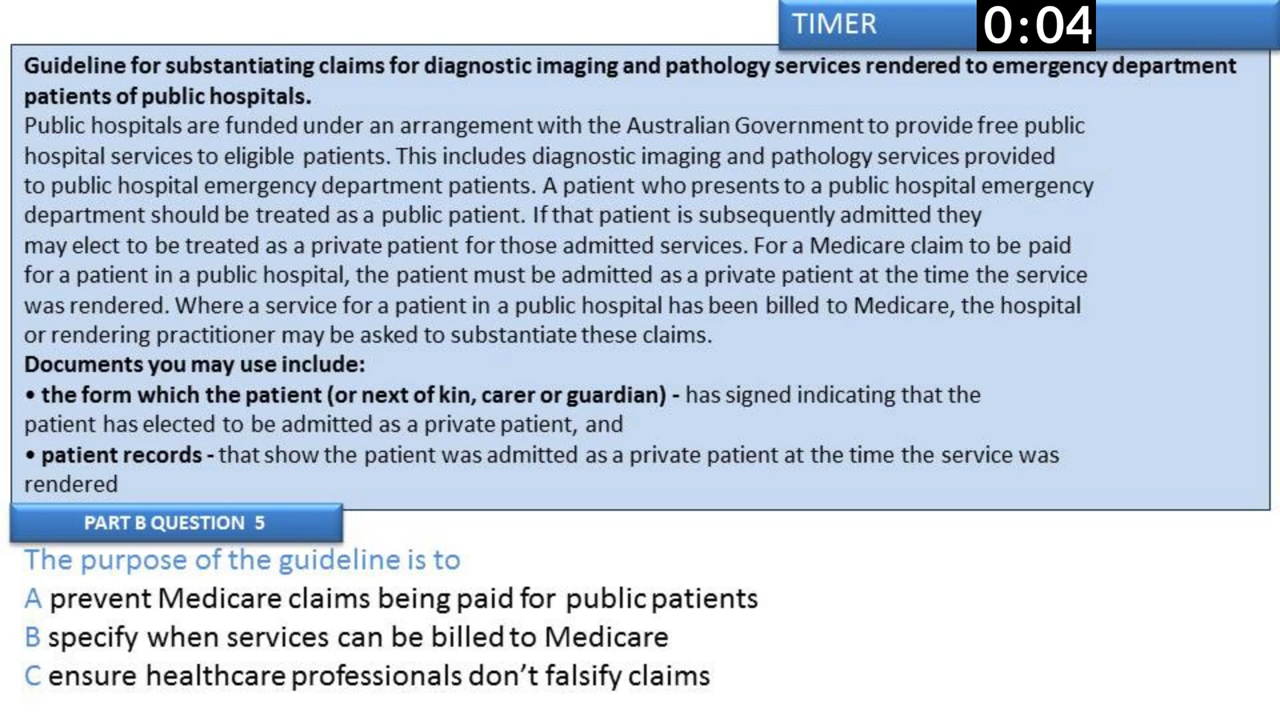 TIMER 0:04
Guideline for substantiating claims for diagnostic imaging and pathology services rendered to emergency department
patients of public hospitals.
Public hospitals are funded under an arrangement with the Australian Government to provide free public
hospital services to eligible patients. This includes diagnostic imaging and pathology services provided
to public hospital emergency department patients. A patient who presents to a public hospital emergency
department should be treated as a public patient. If that patient is subsequently admitted they
may elect to be treated as a private patient for those admitted services. For a Medicare claim to be paid
for a patient in a public hospital, the patient must be admitted as a private patient at the time the service
was rendered. Where a service for a patient in a public hospital has been billed to Medicare, the hospital
or rendering practitioner may be asked to substantiate these claims.
Documents you may use include:
• the form which the patient (or next of kin, carer or guardian) - has signed indicating that the
patient has elected to be admitted as a private patient, and
• patient records - that show the patient was admitted as a private patient at the time the service was
rendered
PART B QUESTION 5
The purpose of the guideline is to
A prevent Medicare claims being paid for public patients
B specify when services can be billed to Medicare
C ensure healthcare professionals don't falsify claims